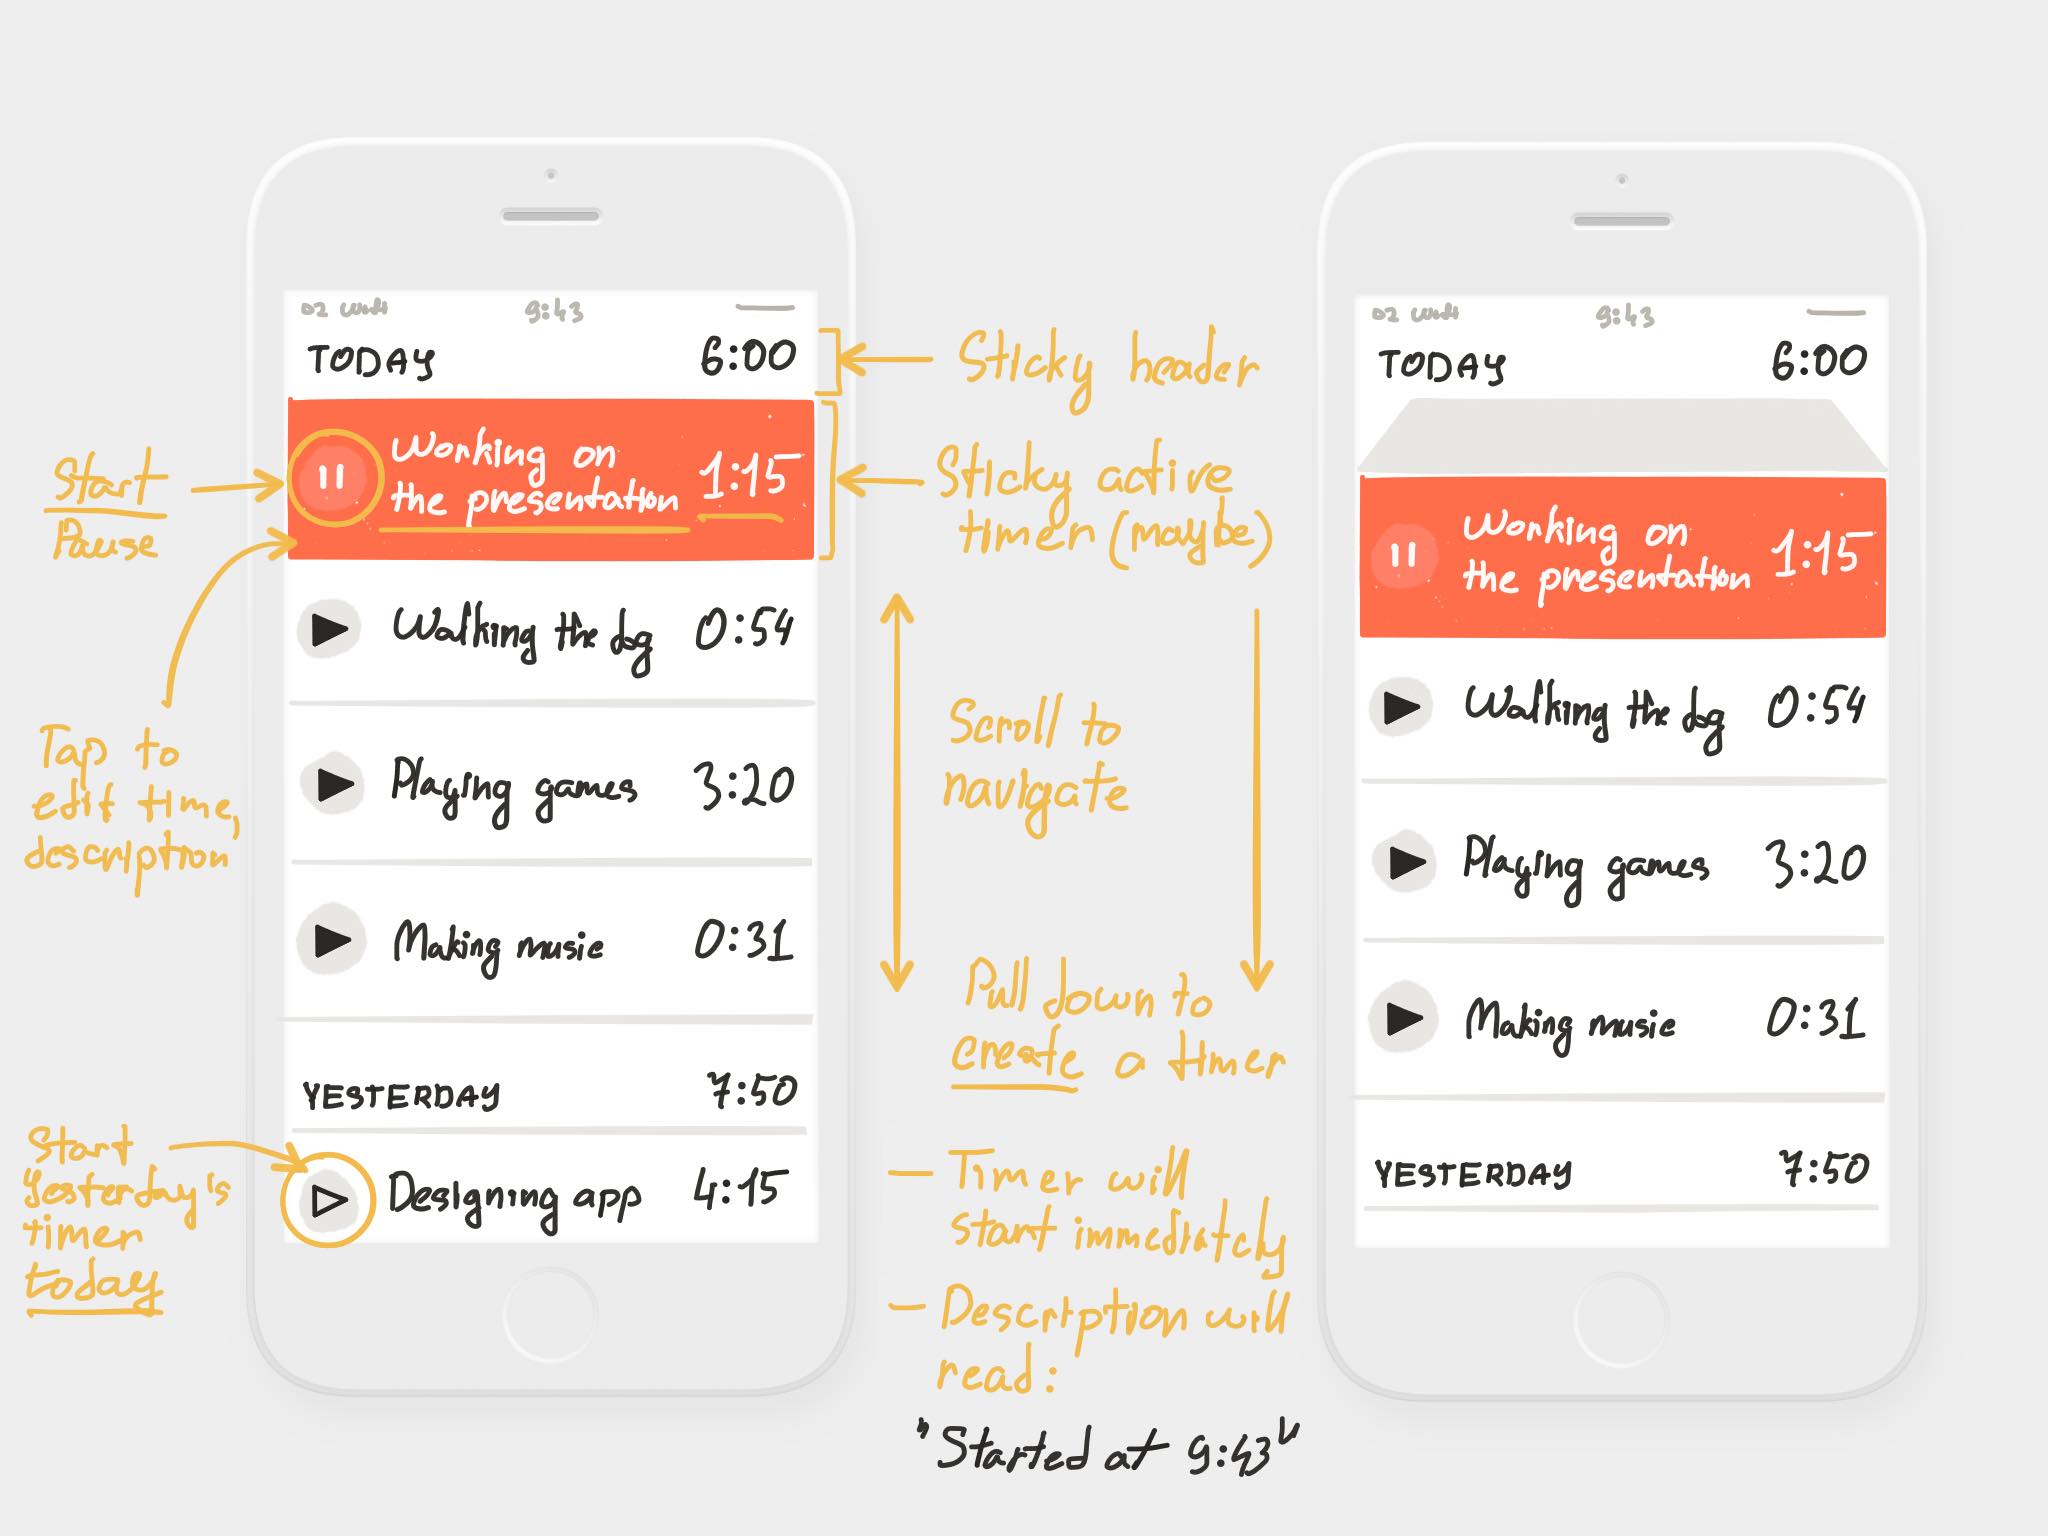 9:43
TODAY 6:00
Working on
the presentation 1:15
Walking the dog 0:54
Playing games 3:20
Making music 0:31
YESTERDAY 7:50
Designing app 4:15
Start
Pause
Tap to
edit time,
description
Start
yesterday's
timer
today
Sticky header
Sticky active
timer (maybe)
Scroll to
navigate
Pull down to
create a timer
— Timer will
start immediately
— Description will
read:
"Started at 9:43"
9:43
TODAY 6:00
Working on
the presentation 1:15
Walking the dog 0:54
Playing games 3:20
Making music 0:31
YESTERDAY 7:50